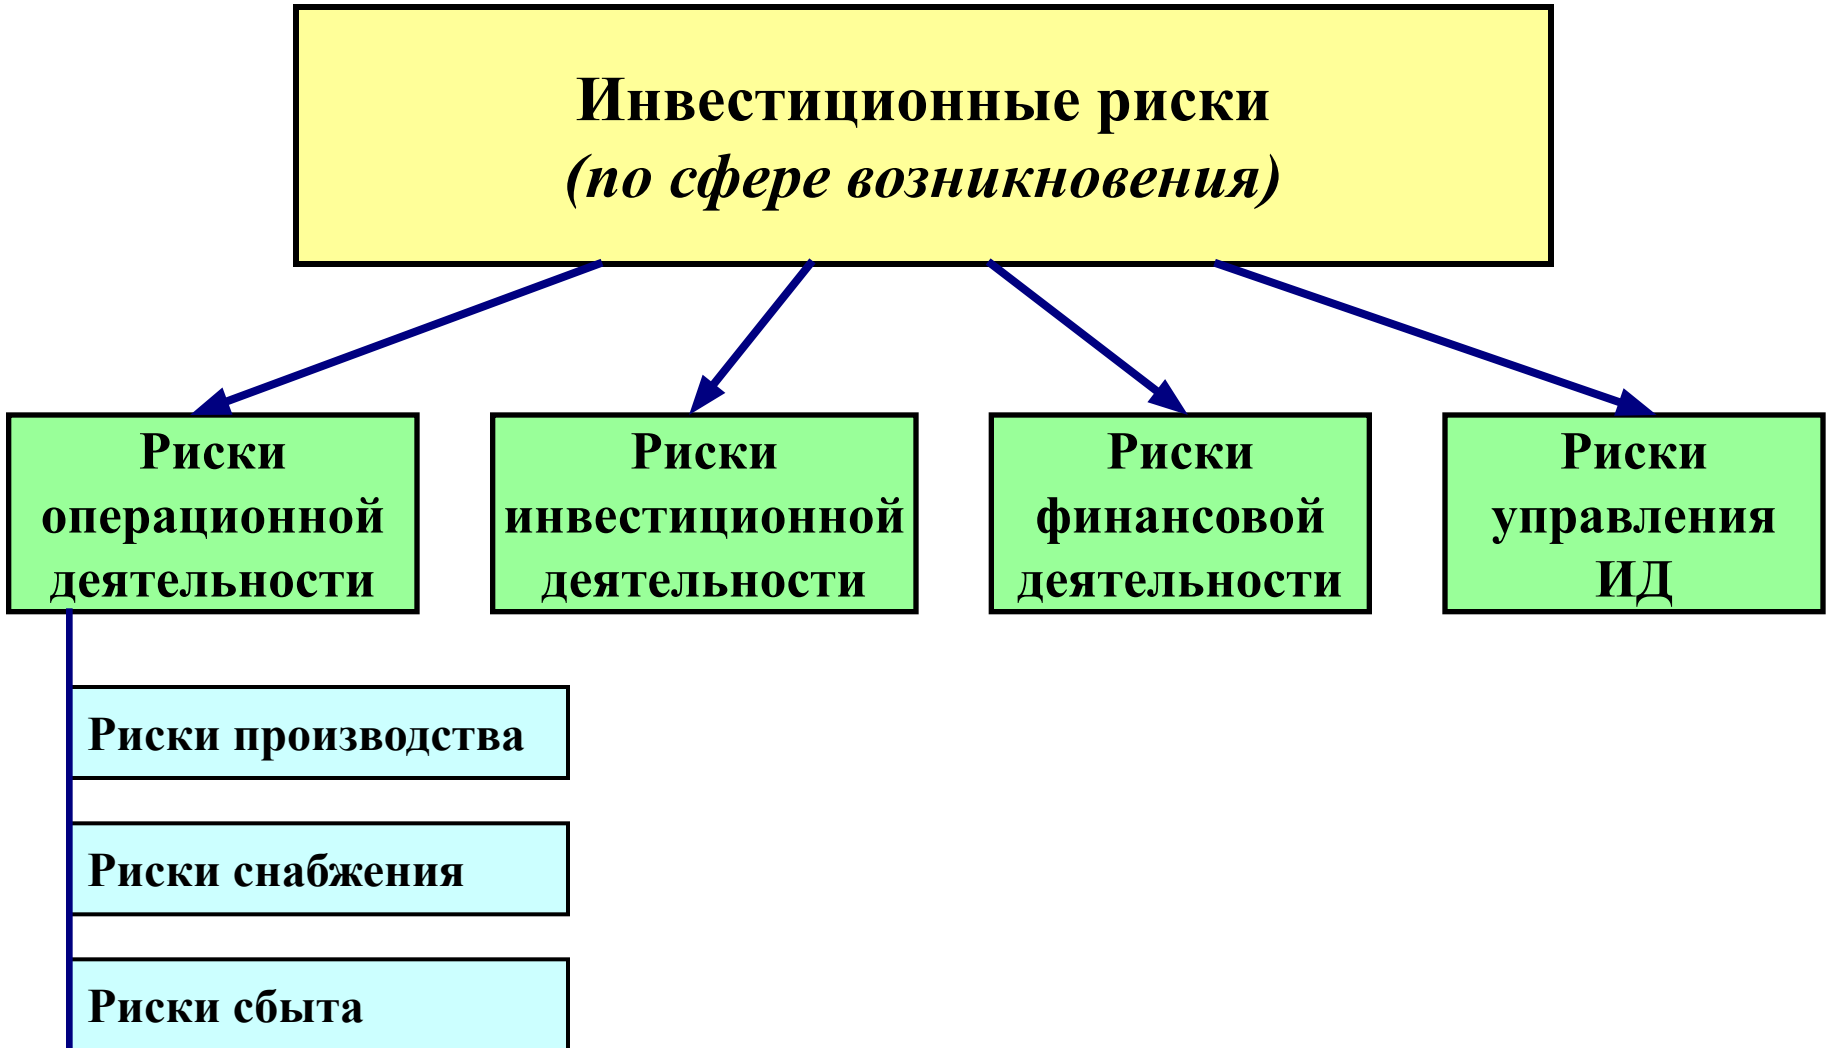 Инвестиционные риски
(по сфере возникновения)
Риски
операционной
деятельности
Риски
инвестиционной
деятельности
Риски
финансовой
деятельности
Риски
управления
ИД
Риски производства
Риски снабжения
Риски сбыта